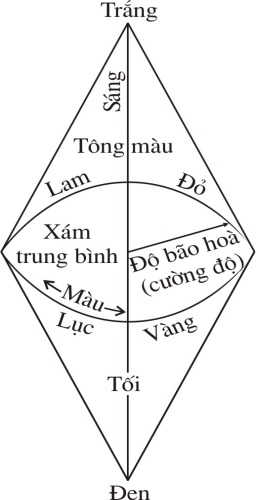 Trắng
Sáng
Tông màu
Lam
Đỏ
Xám
trung bình
Độ bão hoà
(cường độ)
Màu
Lục
Vàng
Tối
Đen